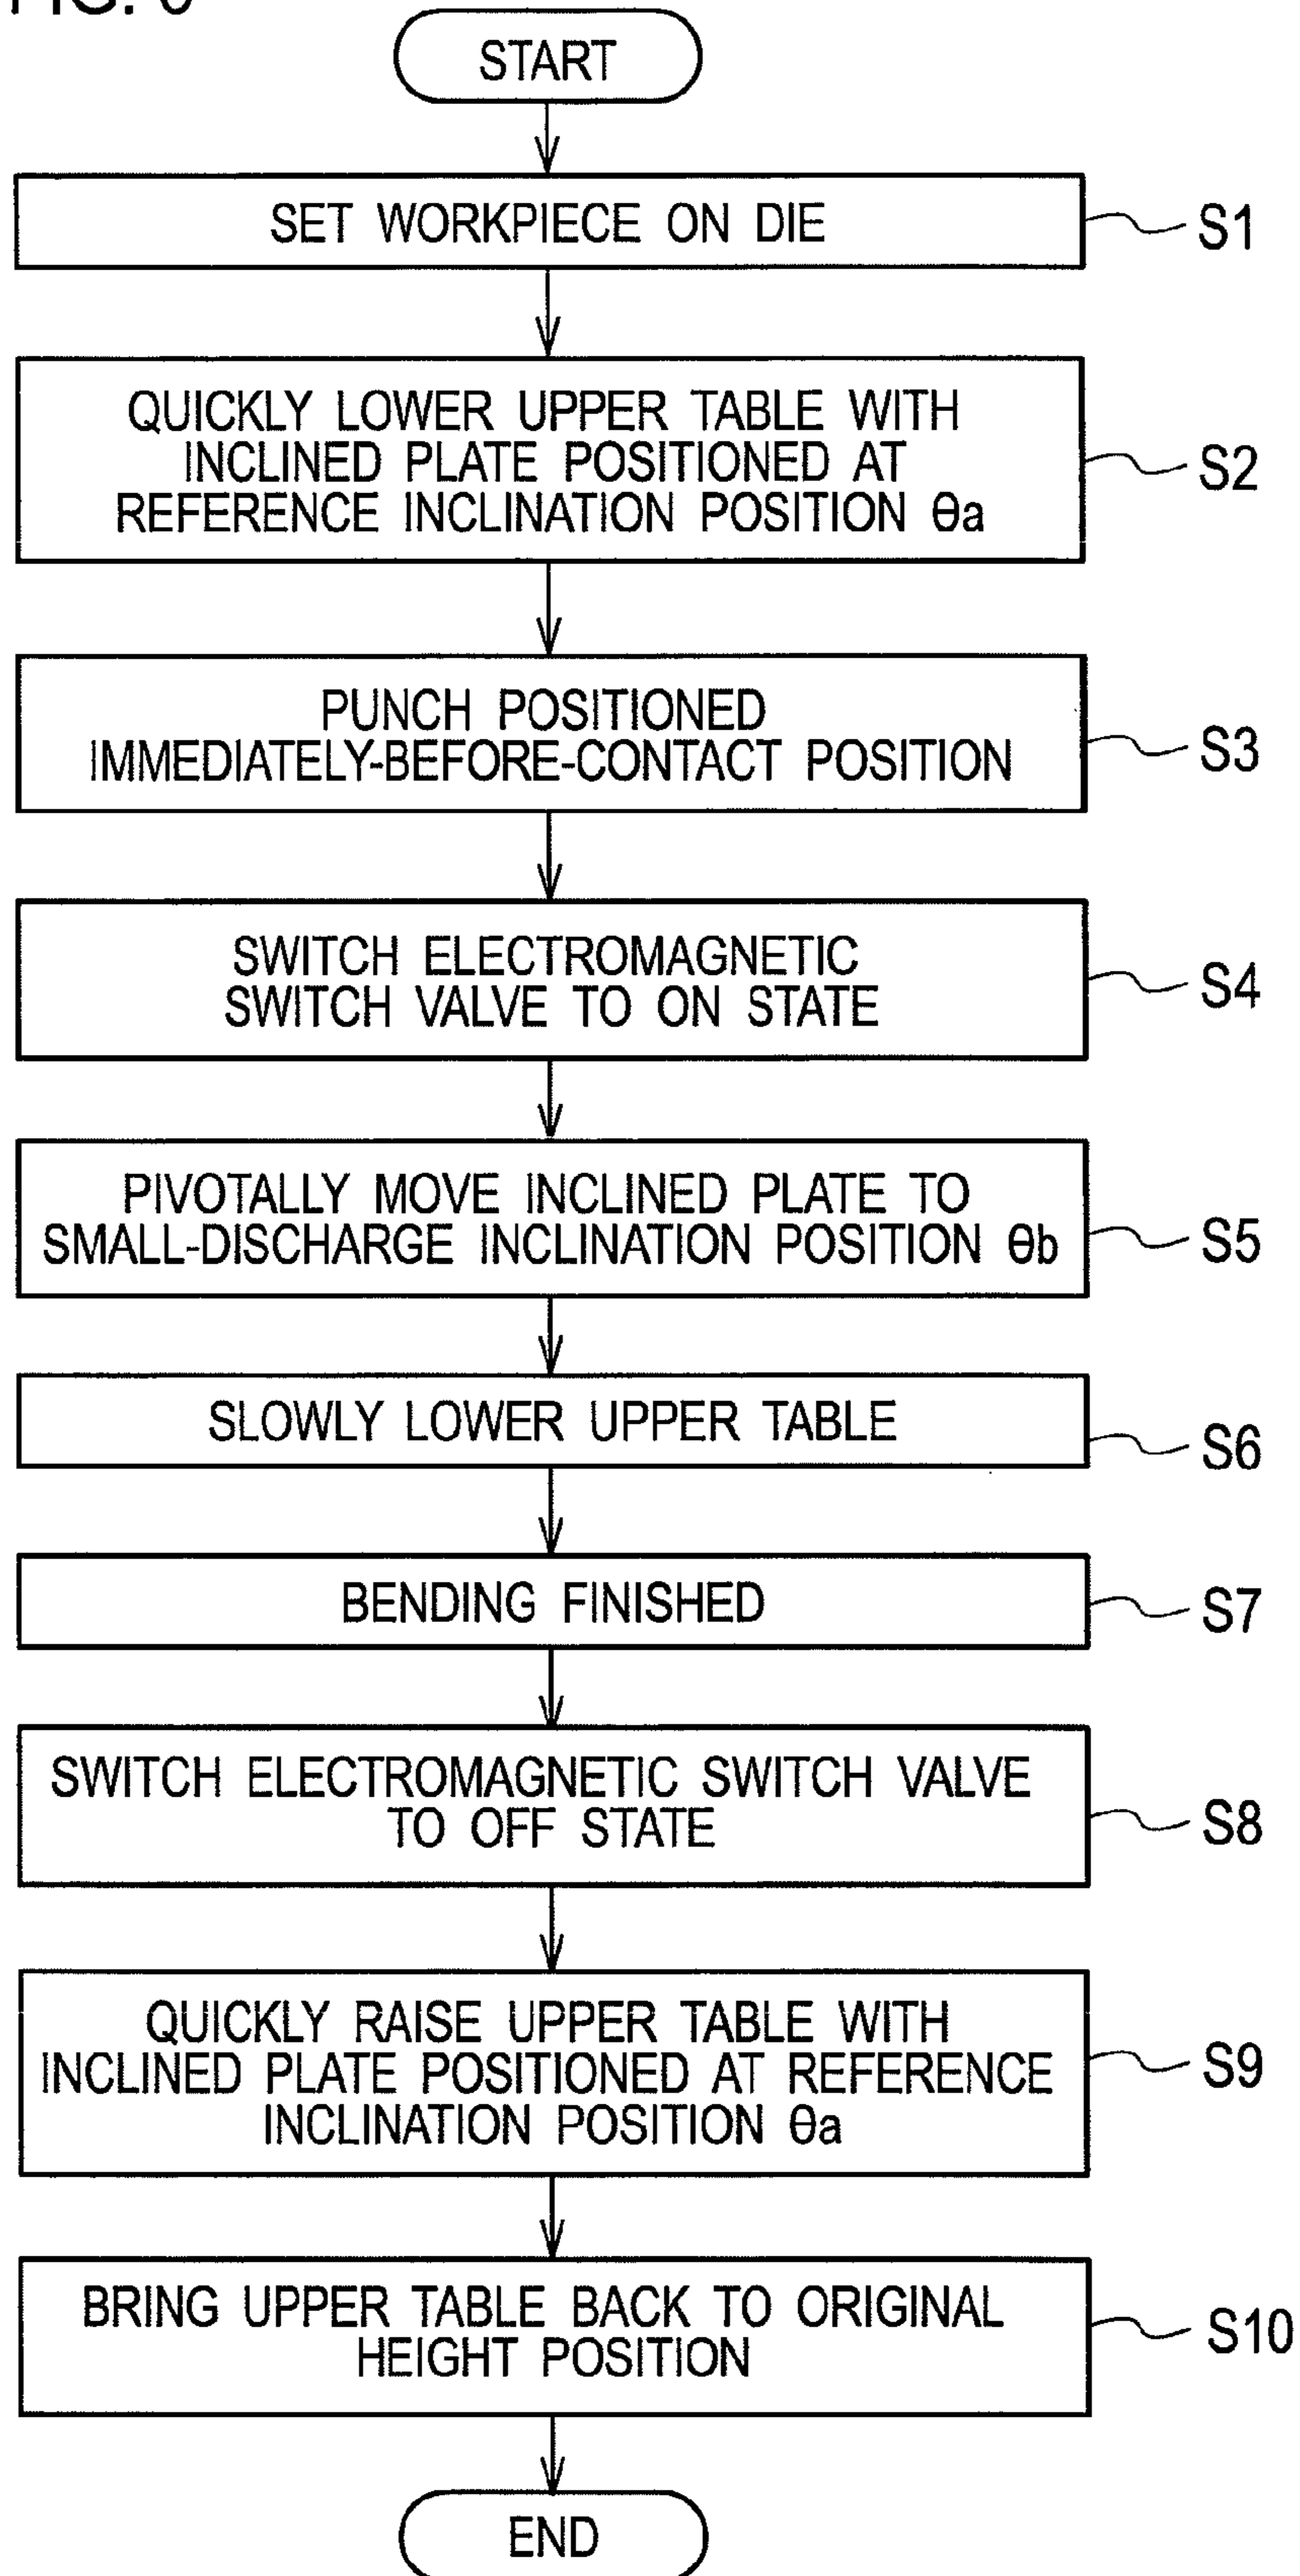 START
SET WORKPIECE ON DIE
S1
QUICKLY LOWER UPPER TABLE WITH
INCLINED PLATE POSITIONED AT
REFERENCE INCLINATION POSITION θa
S2
PUNCH POSITIONED
IMMEDIATELY-BEFORE-CONTACT POSITION
S3
SWITCH ELECTROMAGNETIC
SWITCH VALVE TO ON STATE
S4
PIVOTALLY MOVE INCLINED PLATE TO
SMALL-DISCHARGE INCLINATION POSITION θb
S5
SLOWLY LOWER UPPER TABLE
S6
BENDING FINISHED
S7
SWITCH ELECTROMAGNETIC SWITCH VALVE
TO OFF STATE
S8
QUICKLY RAISE UPPER TABLE WITH
INCLINED PLATE POSITIONED AT REFERENCE
INCLINATION POSITION θa
S9
BRING UPPER TABLE BACK TO ORIGINAL
HEIGHT POSITION
S10
END